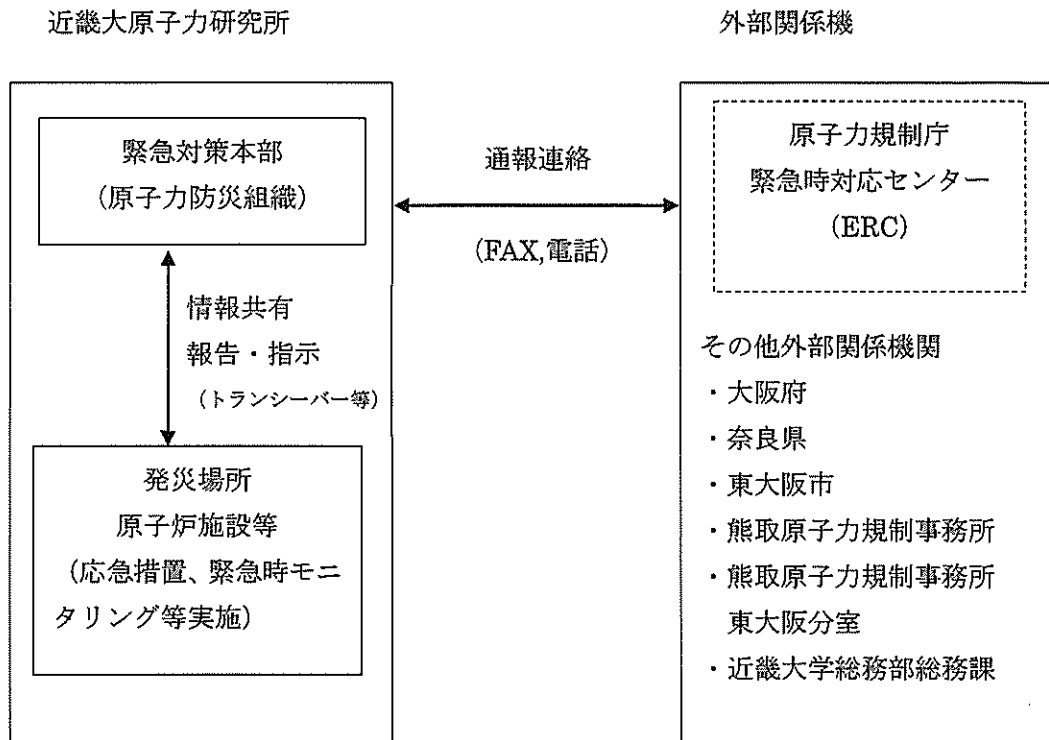 近畿大原子力研究所
外部関係機
緊急対策本部
(原子力防災組織)
情報共有
報告・指示
(トランシーバー等)
発災場所
原子炉施設等
(応急措置、緊急時モニ
タリング等実施)
通報連絡
(FAX,電話)
原子力規制庁
緊急時対応センター
(ERC)
その他外部関係機関
・大阪府
・奈良県
・東大阪市
・熊取原子力規制事務所
・熊取原子力規制事務所
東大阪分室
・近畿大学総務部総務課